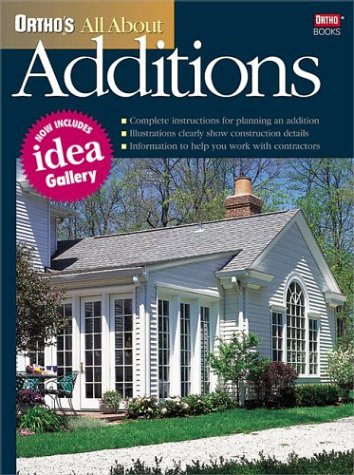 ORTHO'S All About
ORTHO
BOOKS
Additions
Complete instructions for planning an addition
Illustrations clearly show construction details
Information to help you work with contractors
NOW INCLUDES
idea
Gallery